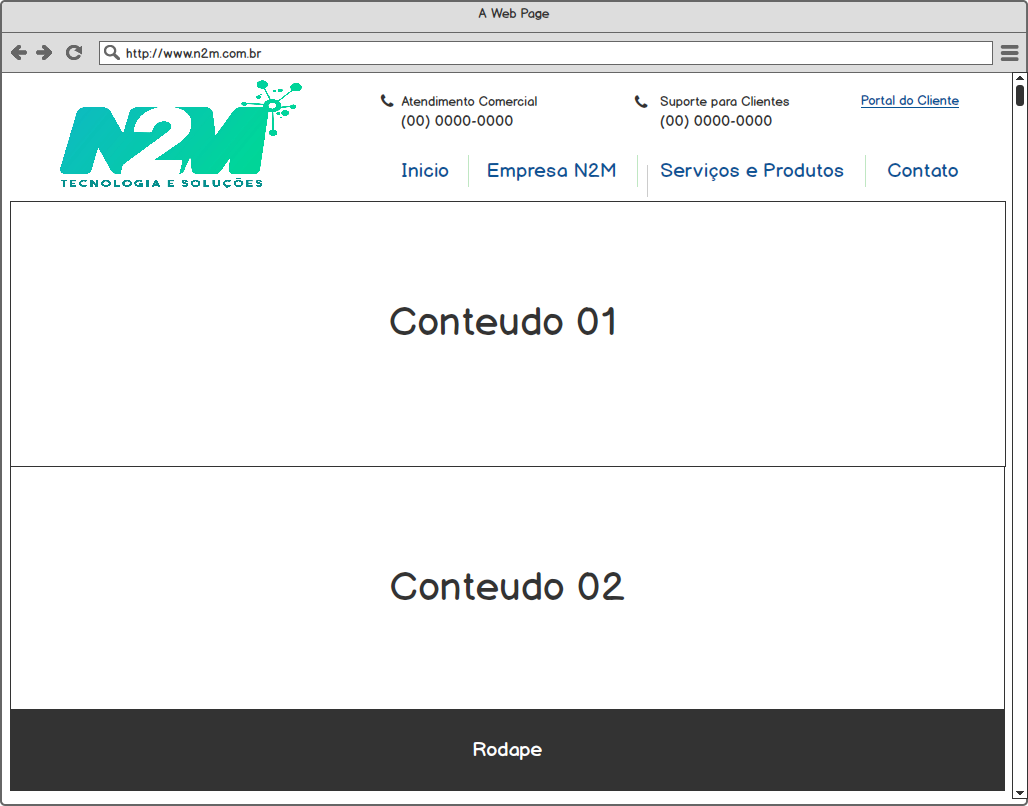 A Web Page
http://www.n2m.com.br
N2M
TECNOLOGIA E SOLUÇÕES
Atendimento Comercial
(00) 0000-0000
Suporte para Clientes
(00) 0000-0000
Portal do Cliente
Inicio
Empresa N2M
Serviços e Produtos
Contato
Conteudo 01
Conteudo 02
Rodape